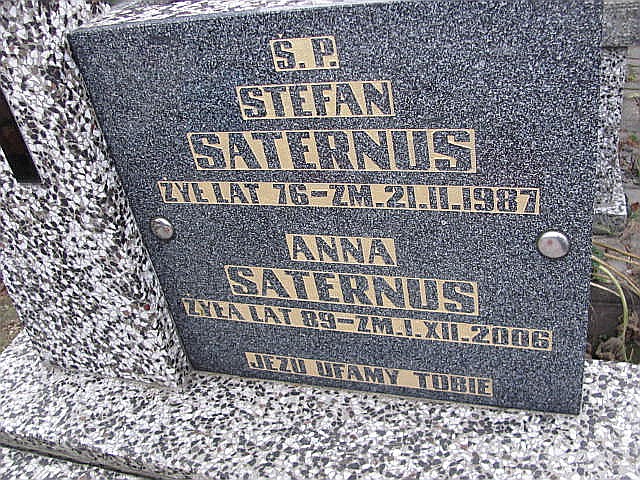 Ś. P.
STEFAN
SATERNUS
ŻYŁ LAT 76-ZM. 21.II.1987
ANNA
SATERNUS
ŻYŁA LAT 89-ZM. 1.XII.2006
JEZU UFAMY TOBIE